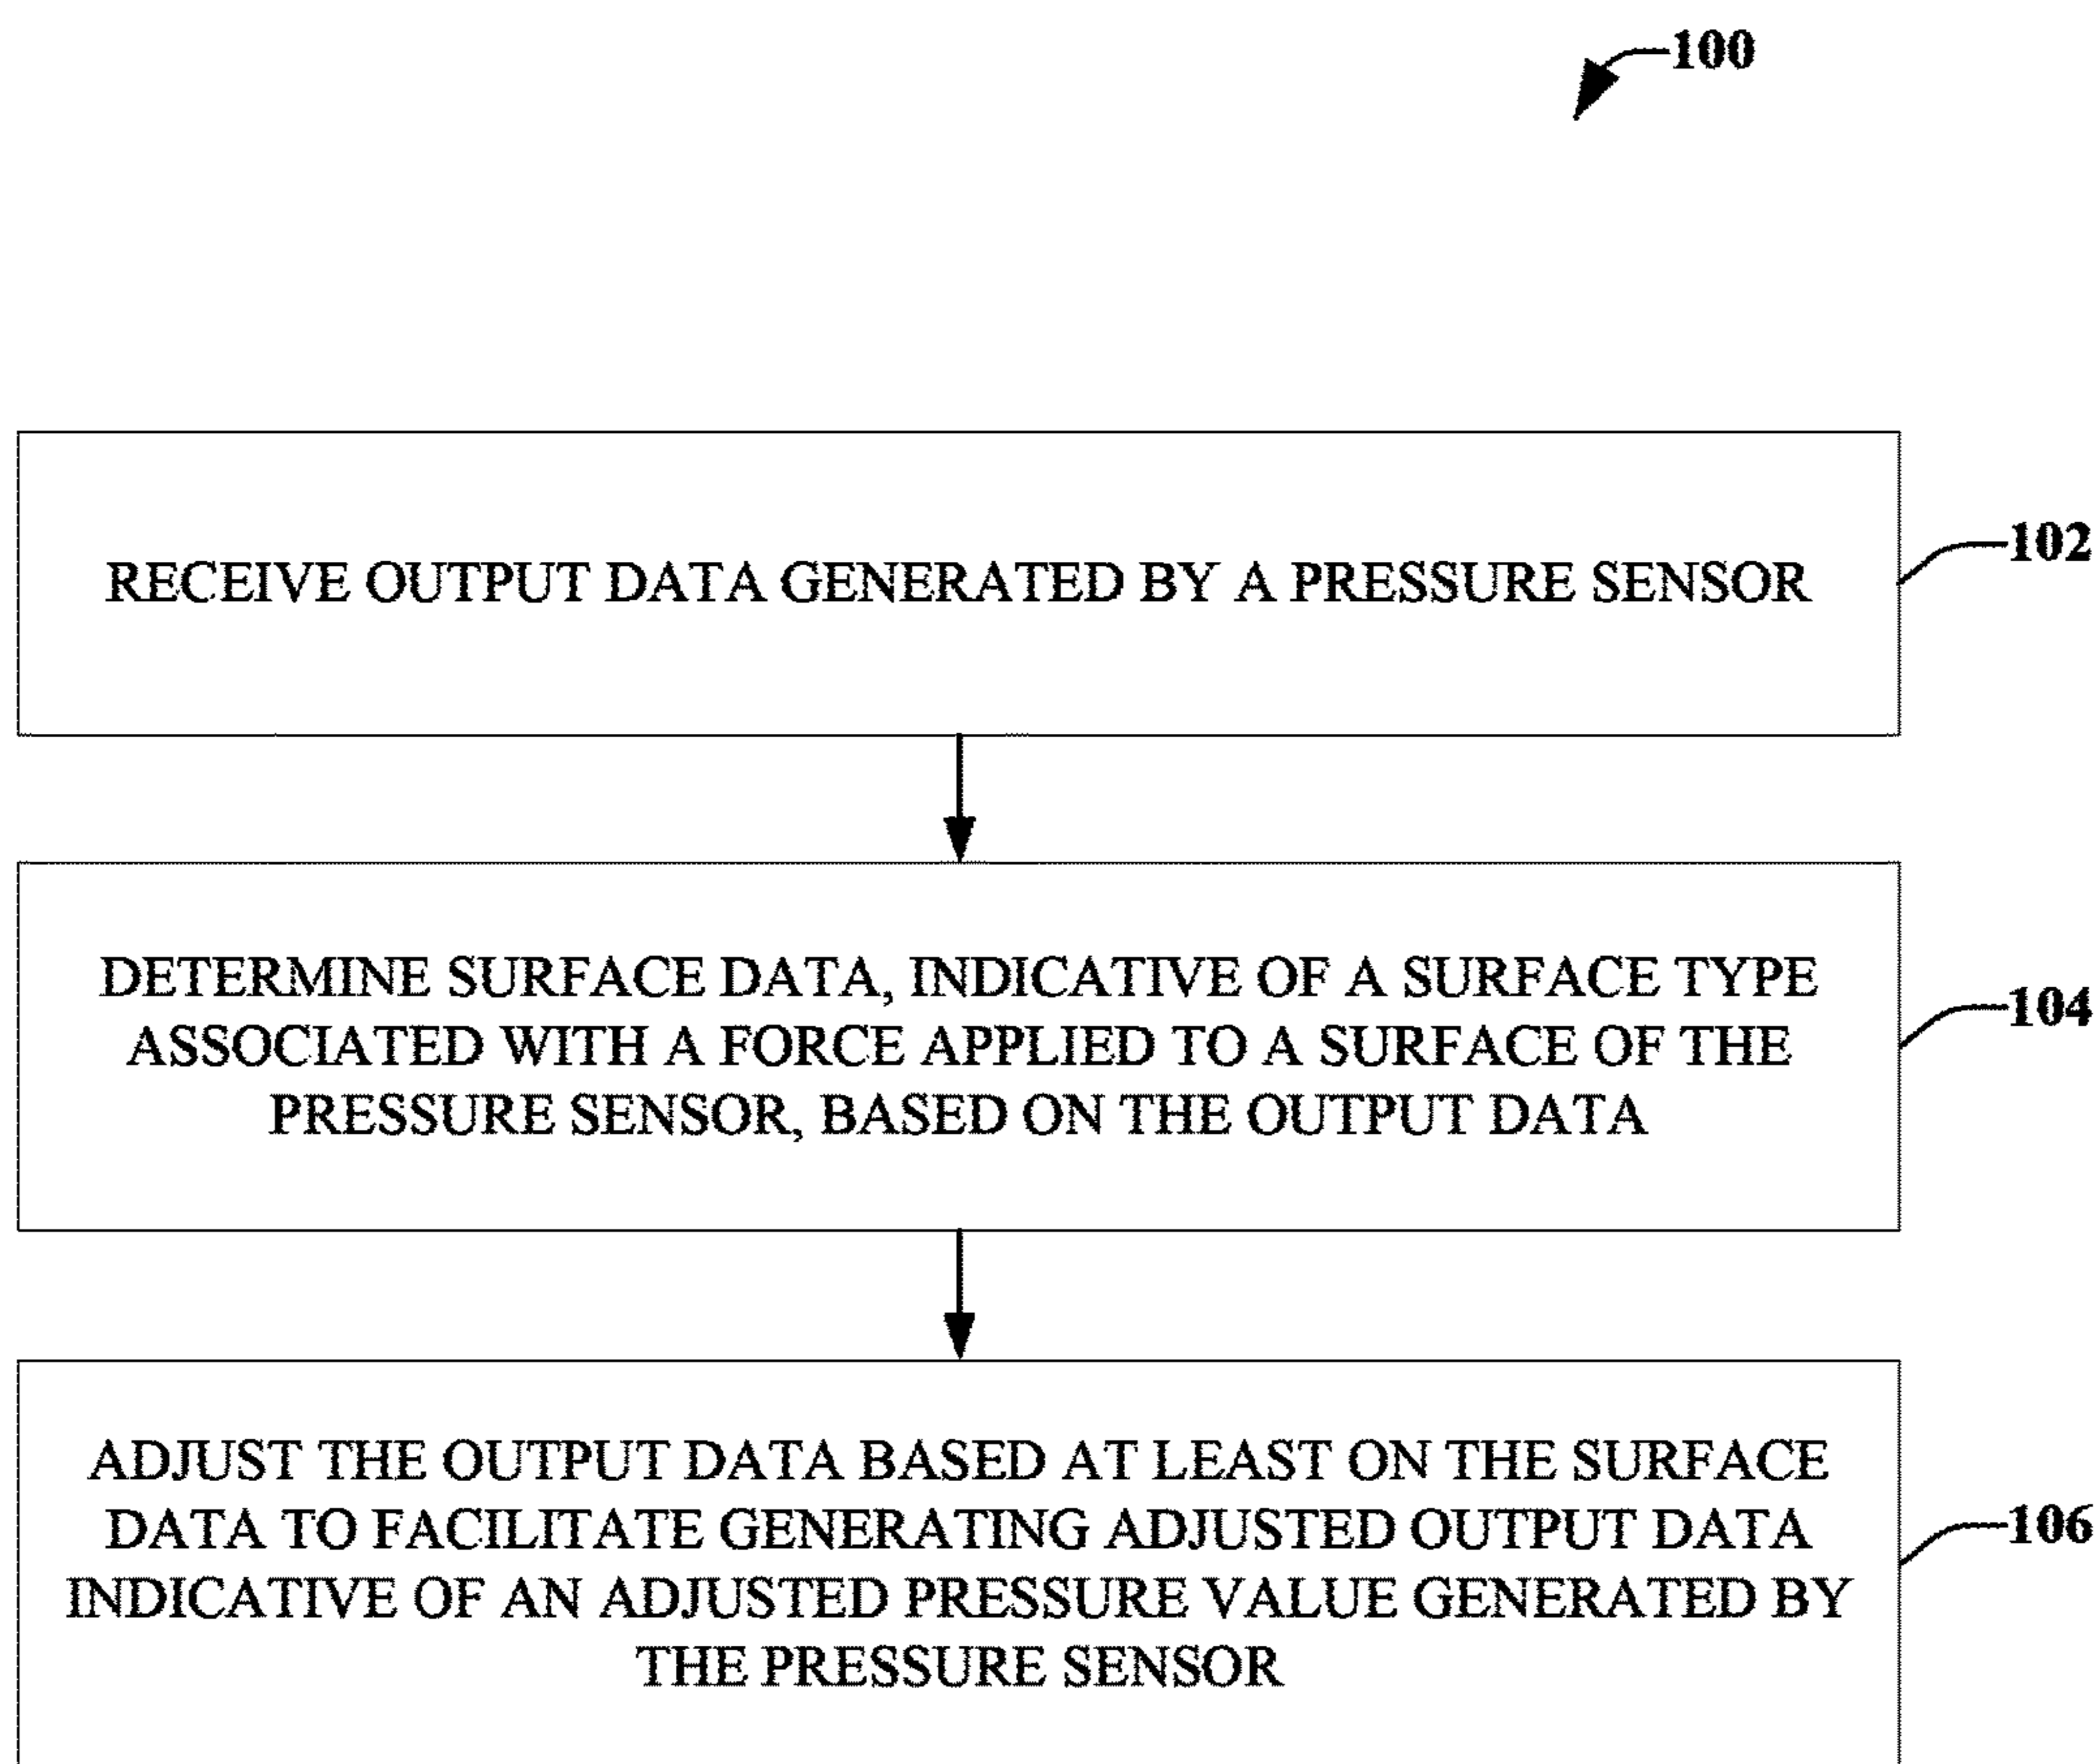 100
RECEIVE OUTPUT DATA GENERATED BY A PRESSURE SENSOR
102
DETERMINE SURFACE DATA, INDICATIVE OF A SURFACE TYPE
ASSOCIATED WITH A FORCE APPLIED TO A SURFACE OF THE
PRESSURE SENSOR, BASED ON THE OUTPUT DATA
104
ADJUST THE OUTPUT DATA BASED AT LEAST ON THE SURFACE
DATA TO FACILITATE GENERATING ADJUSTED OUTPUT DATA
INDICATIVE OF AN ADJUSTED PRESSURE VALUE GENERATED BY
THE PRESSURE SENSOR
106